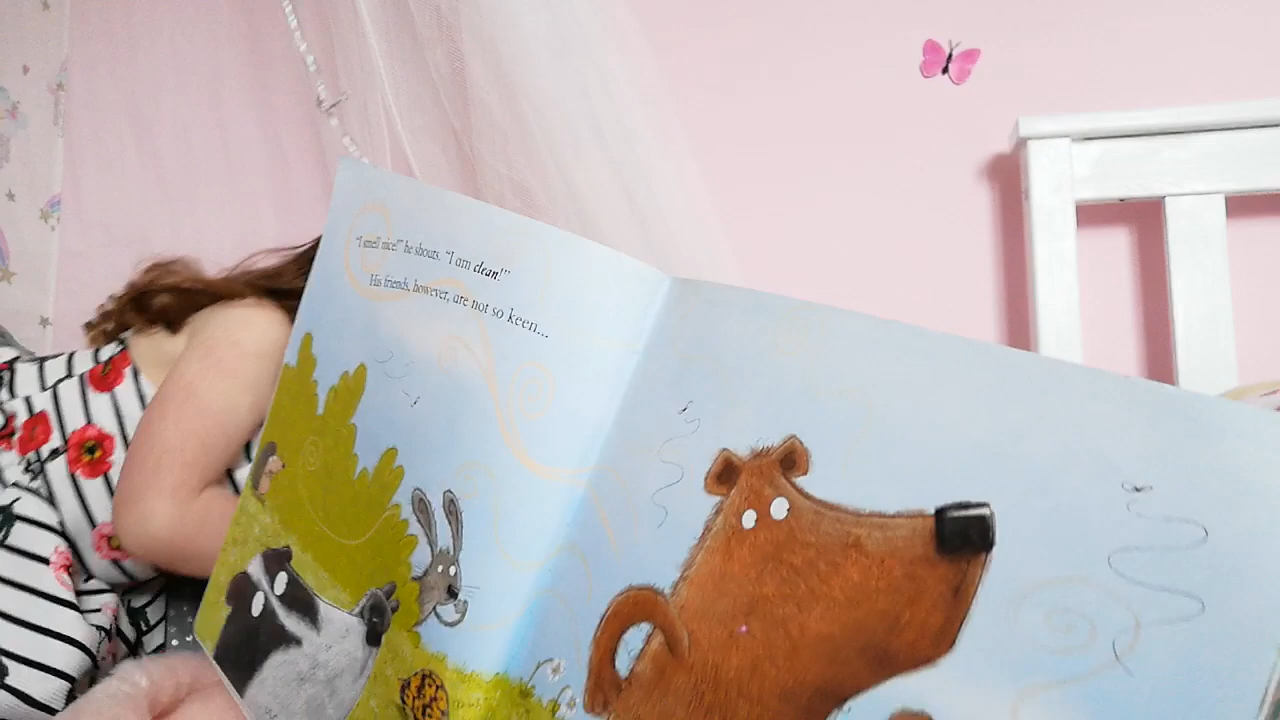 "I smell nice!" he shouts. "I am clean!"
His friends, however, are not so keen...